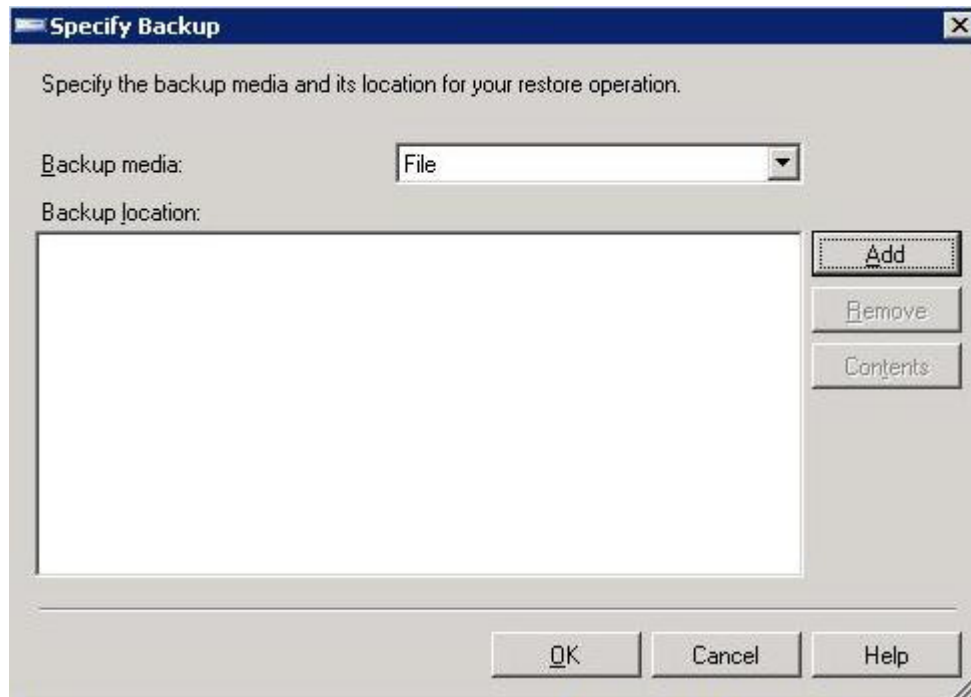 Specify Backup
Specify the backup media and its location for your restore operation.
Backup media:
File
Backup location:
Add
Remove
Contents
OK
Cancel
Help